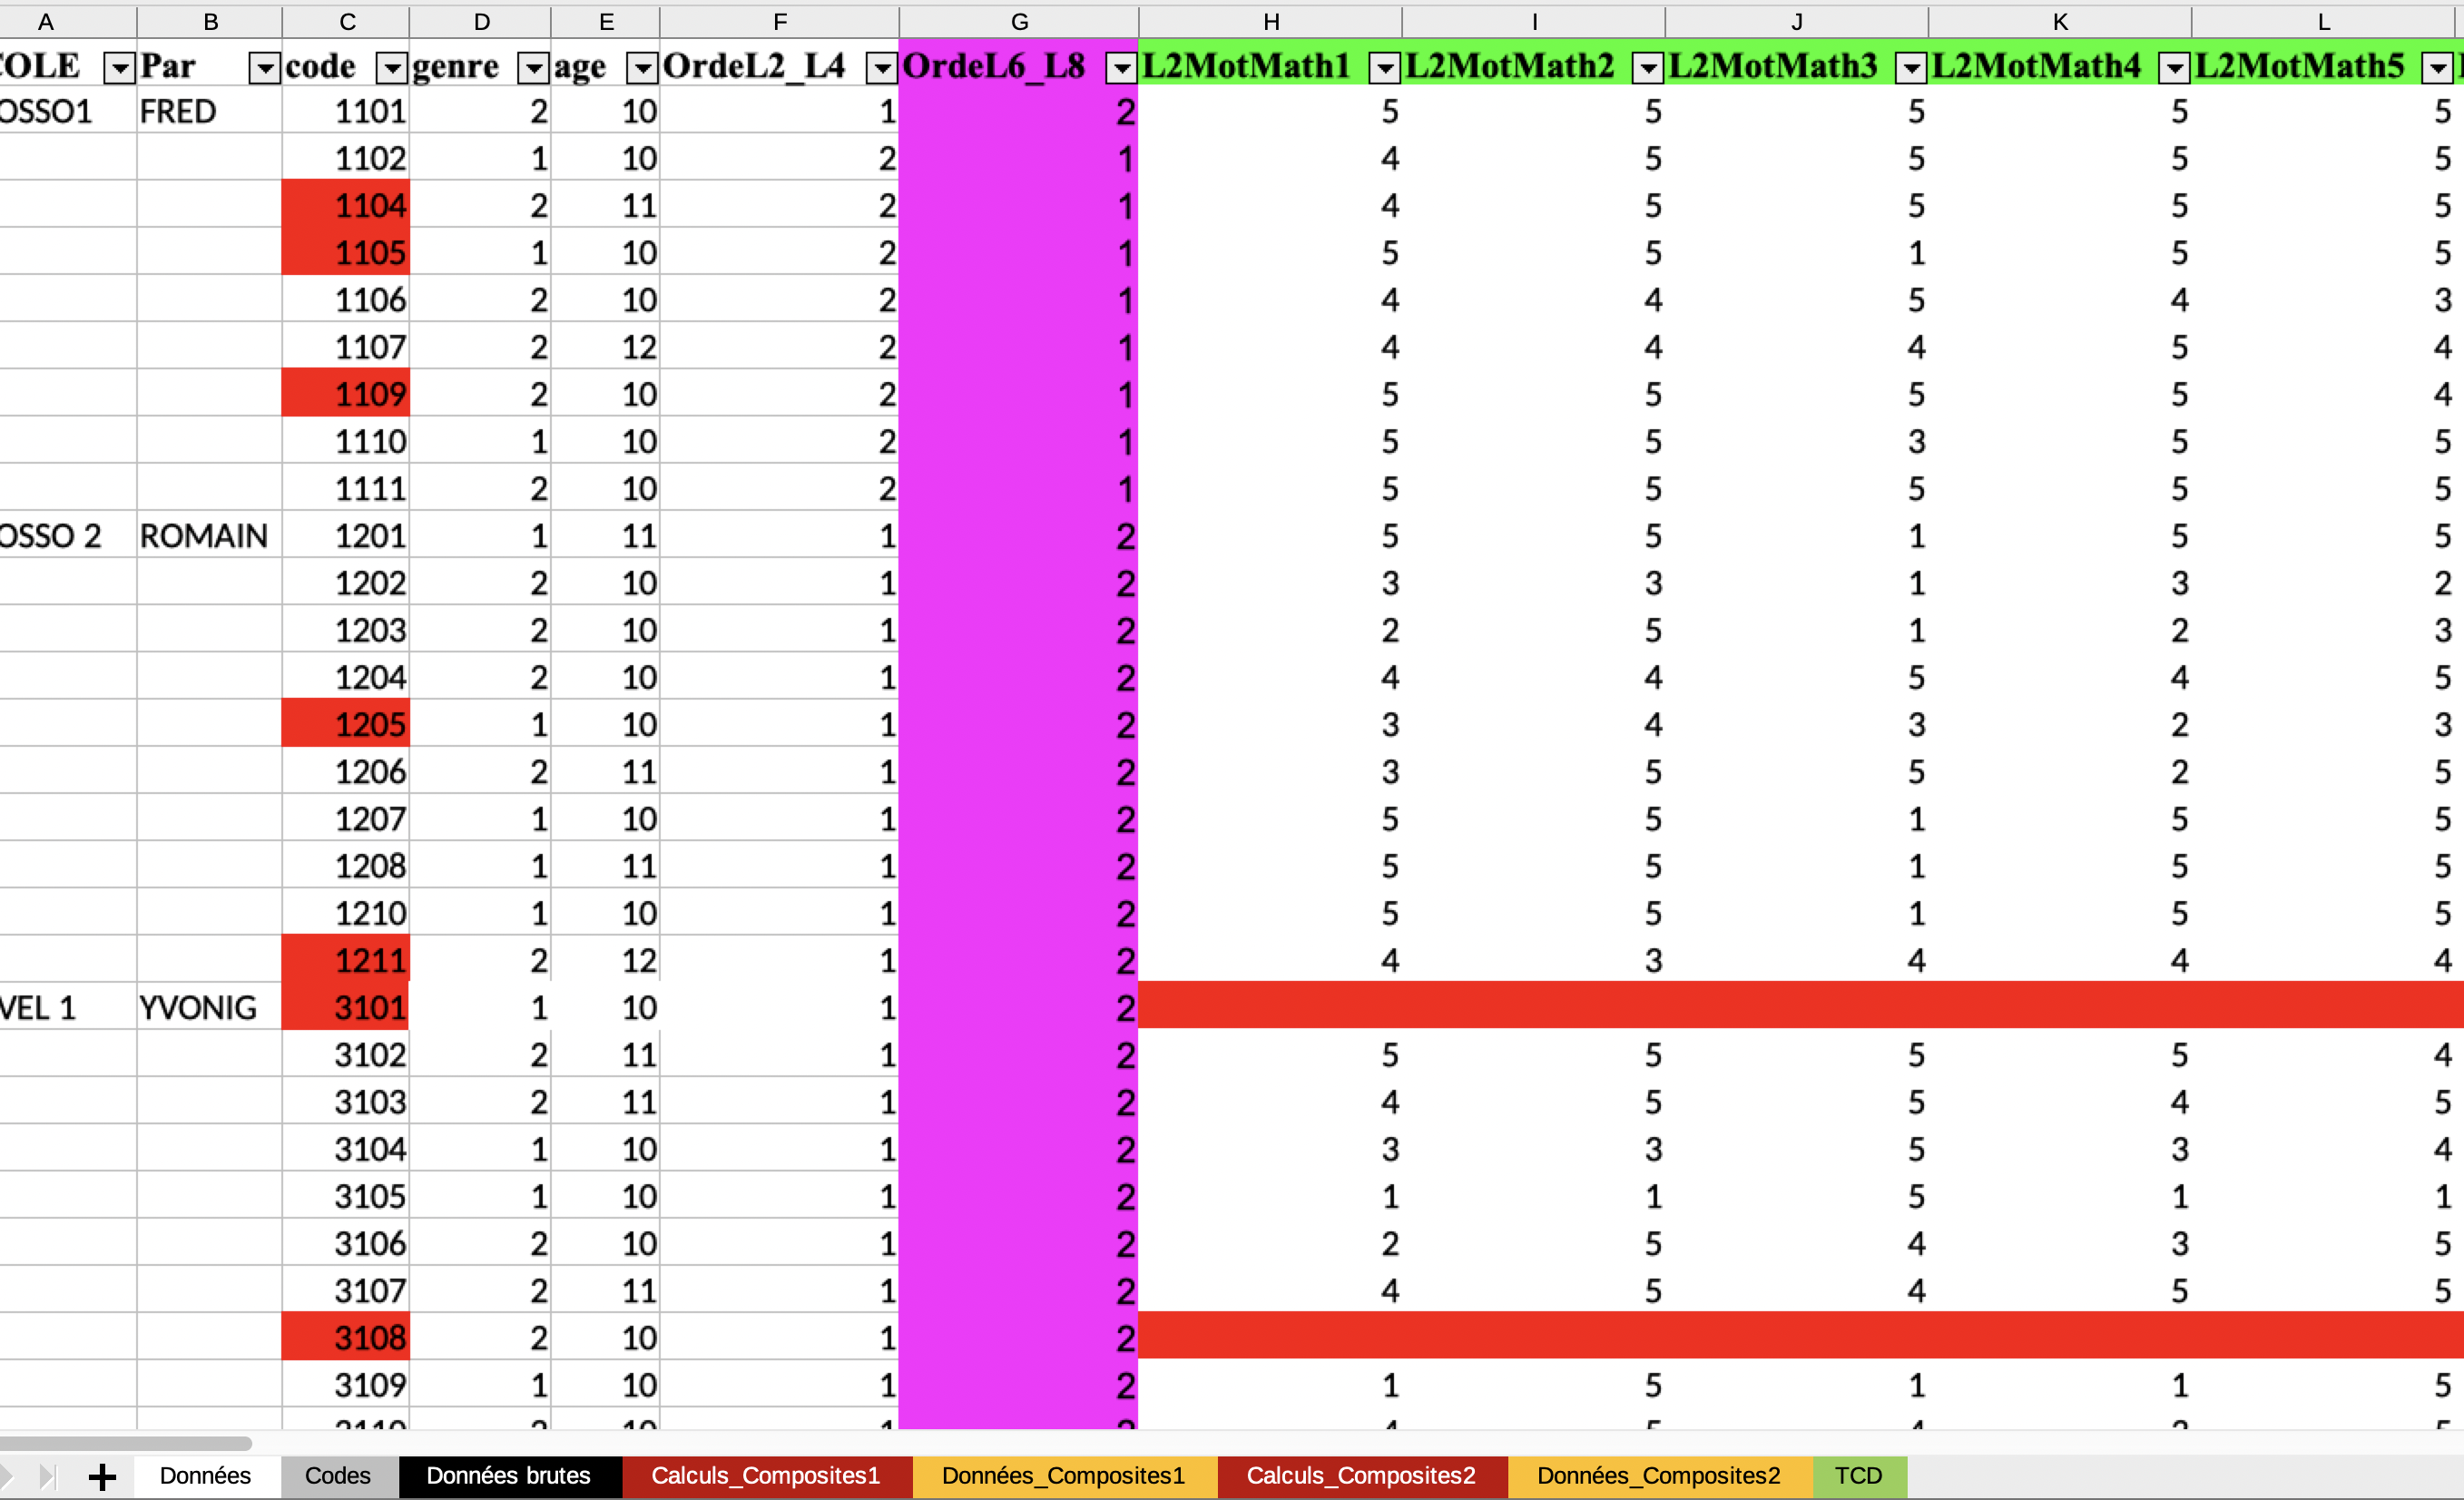 A B C D E F G H I J K L
COLE Par code genre age OrdeL2_L4 OrdeL6_L8 L2MotMath1 L2MotMath2 L2MotMath3 L2MotMath4 L2MotMath5
OSSO1 FRED 1101 2 10 1 2 5 5 5 5 5
1102 1 10 2 1 4 5 5 5 5
1104 2 11 2 1 4 5 5 5 5
1105 1 10 2 1 5 5 1 5 5
1106 2 10 2 1 4 4 5 4 3
1107 2 12 2 1 4 4 4 5 4
1109 2 10 2 1 5 5 5 5 4
1110 1 10 2 1 5 5 3 5 5
1111 2 10 2 1 5 5 5 5 5
OSSO 2 ROMAIN 1201 1 11 1 2 5 5 1 5 5
1202 2 10 1 2 3 3 1 3 2
1203 2 10 1 2 2 5 1 2 3
1204 2 10 1 2 4 4 5 4 5
1205 1 10 1 2 3 4 3 2 3
1206 2 11 1 2 3 5 5 2 5
1207 1 10 1 2 5 5 1 5 5
1208 1 11 1 2 5 5 1 5 5
1210 1 10 1 2 5 5 1 5 5
1211 2 12 1 2 4 3 4 4 4
VEL 1 YVONIG 3101 1 10 1 2
3102 2 11 1 2 5 5 5 5 4
3103 2 11 1 2 4 5 5 4 5
3104 1 10 1 2 3 3 5 3 4
3105 1 10 1 2 1 1 5 1 1
3106 2 10 1 2 2 5 4 3 5
3107 2 11 1 2 4 5 4 5 5
3108 2 10 1 2
3109 1 10 1 2 1 5 1 1 5
Données Codes Données brutes Calculs_Composites1 Données_Composites1 Calculs_Composites2 Données_Composites2 TCD